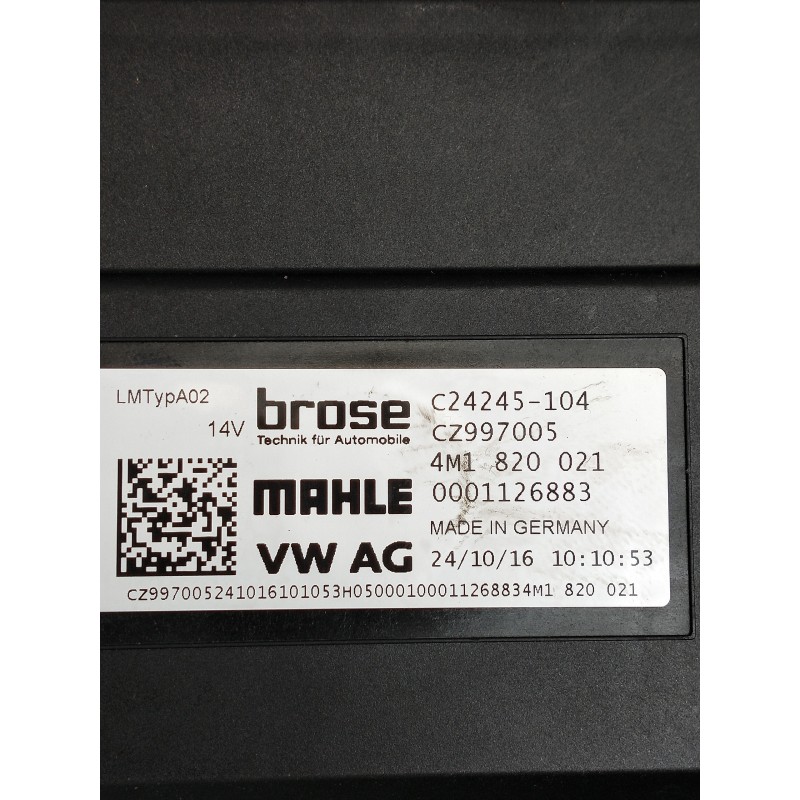 LMTypA02
14V
brose
Technik für Automobile
MAHLE
VW AG
C24245-104
CZ997005
4M1 820 021
0001126883
MADE IN GERMANY
24/10/16 10:10:53
CZ997005241016101053H05000100011268834M1 820 021